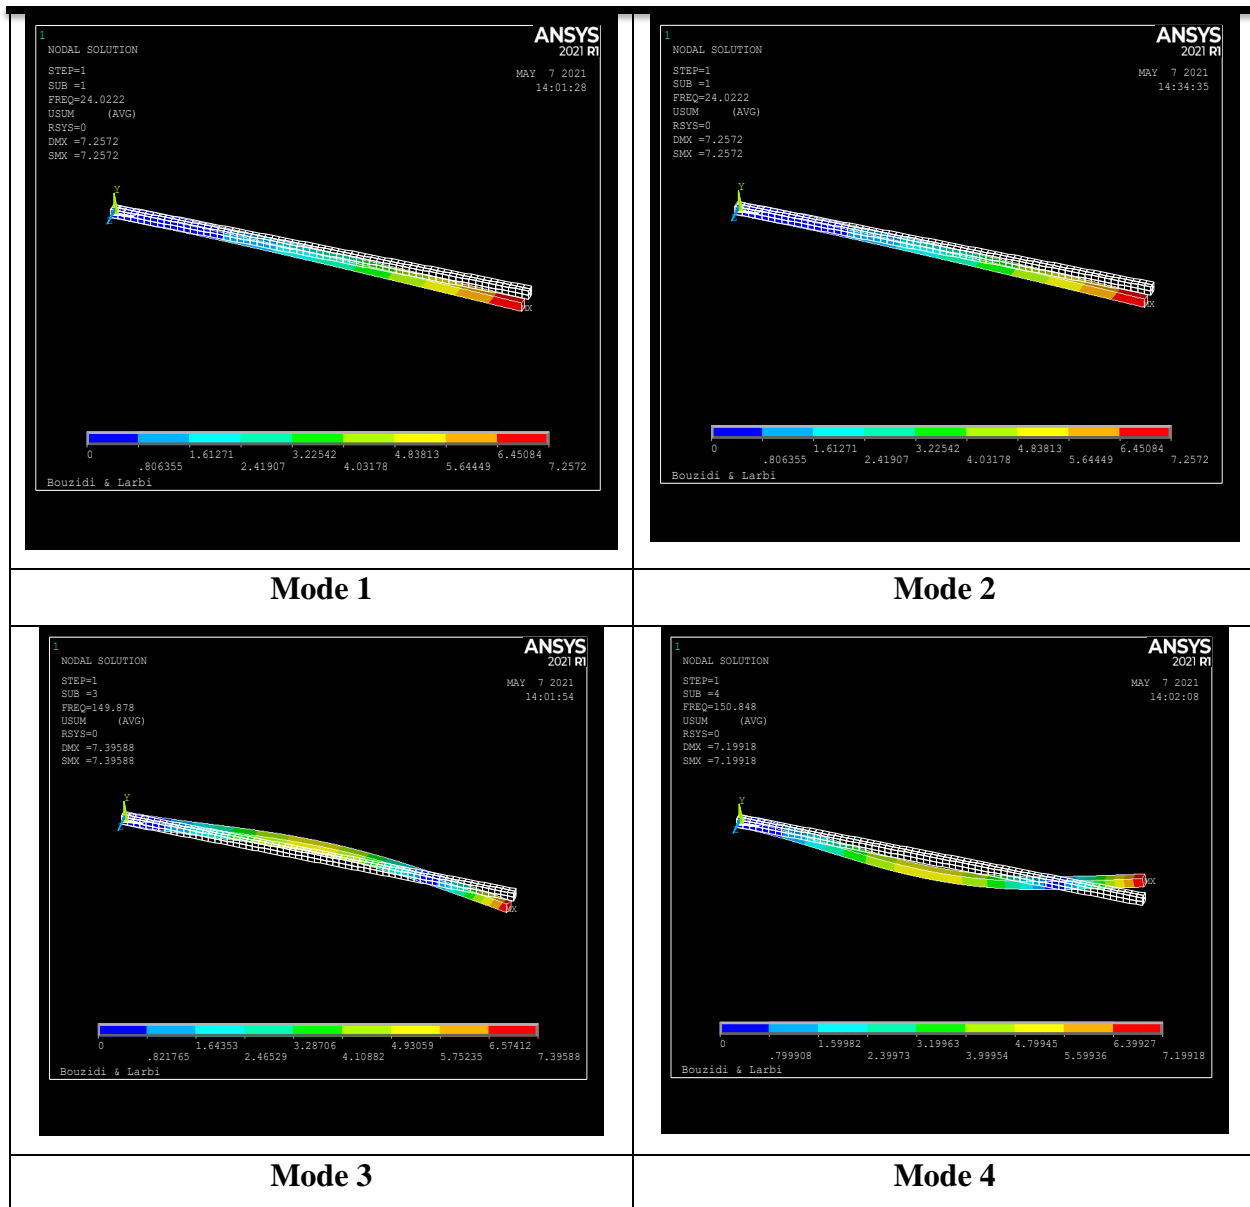 1
ANSYS
2021 R1
NODAL SOLUTION
STEP=1
SUB =1
FREQ=24.0222
USUM (AVG)
RSYS=0
DMX =7.2572
SMX =7.2572
MAY 7 2021
14:01:28
Y
Z
MX
0 1.61271 3.22542 4.83813 6.45084
.806355 2.41907 4.03178 5.64449 7.2572
Bouzidi & Larbi
1
ANSYS
2021 R1
NODAL SOLUTION
STEP=1
SUB =1
FREQ=24.0222
USUM (AVG)
RSYS=0
DMX =7.2572
SMX =7.2572
MAY 7 2021
14:34:35
Y
Z
MX
0 1.61271 3.22542 4.83813 6.45084
.806355 2.41907 4.03178 5.64449 7.2572
Bouzidi & Larbi
Mode 1
Mode 2
1
ANSYS
2021 R1
NODAL SOLUTION
STEP=1
SUB =3
FREQ=149.878
USUM (AVG)
RSYS=0
DMX =7.39588
SMX =7.39588
MAY 7 2021
14:01:54
Y
Z
MX
0 1.64353 3.28706 4.93059 6.57412
.821765 2.46529 4.10882 5.75235 7.39588
Bouzidi & Larbi
1
ANSYS
2021 R1
NODAL SOLUTION
STEP=1
SUB =4
FREQ=150.848
USUM (AVG)
RSYS=0
DMX =7.19918
SMX =7.19918
MAY 7 2021
14:02:08
Y
Z
MX
0 1.59982 3.19963 4.79945 6.39927
.799908 2.39973 3.99954 5.59936 7.19918
Bouzidi & Larbi
Mode 3
Mode 4